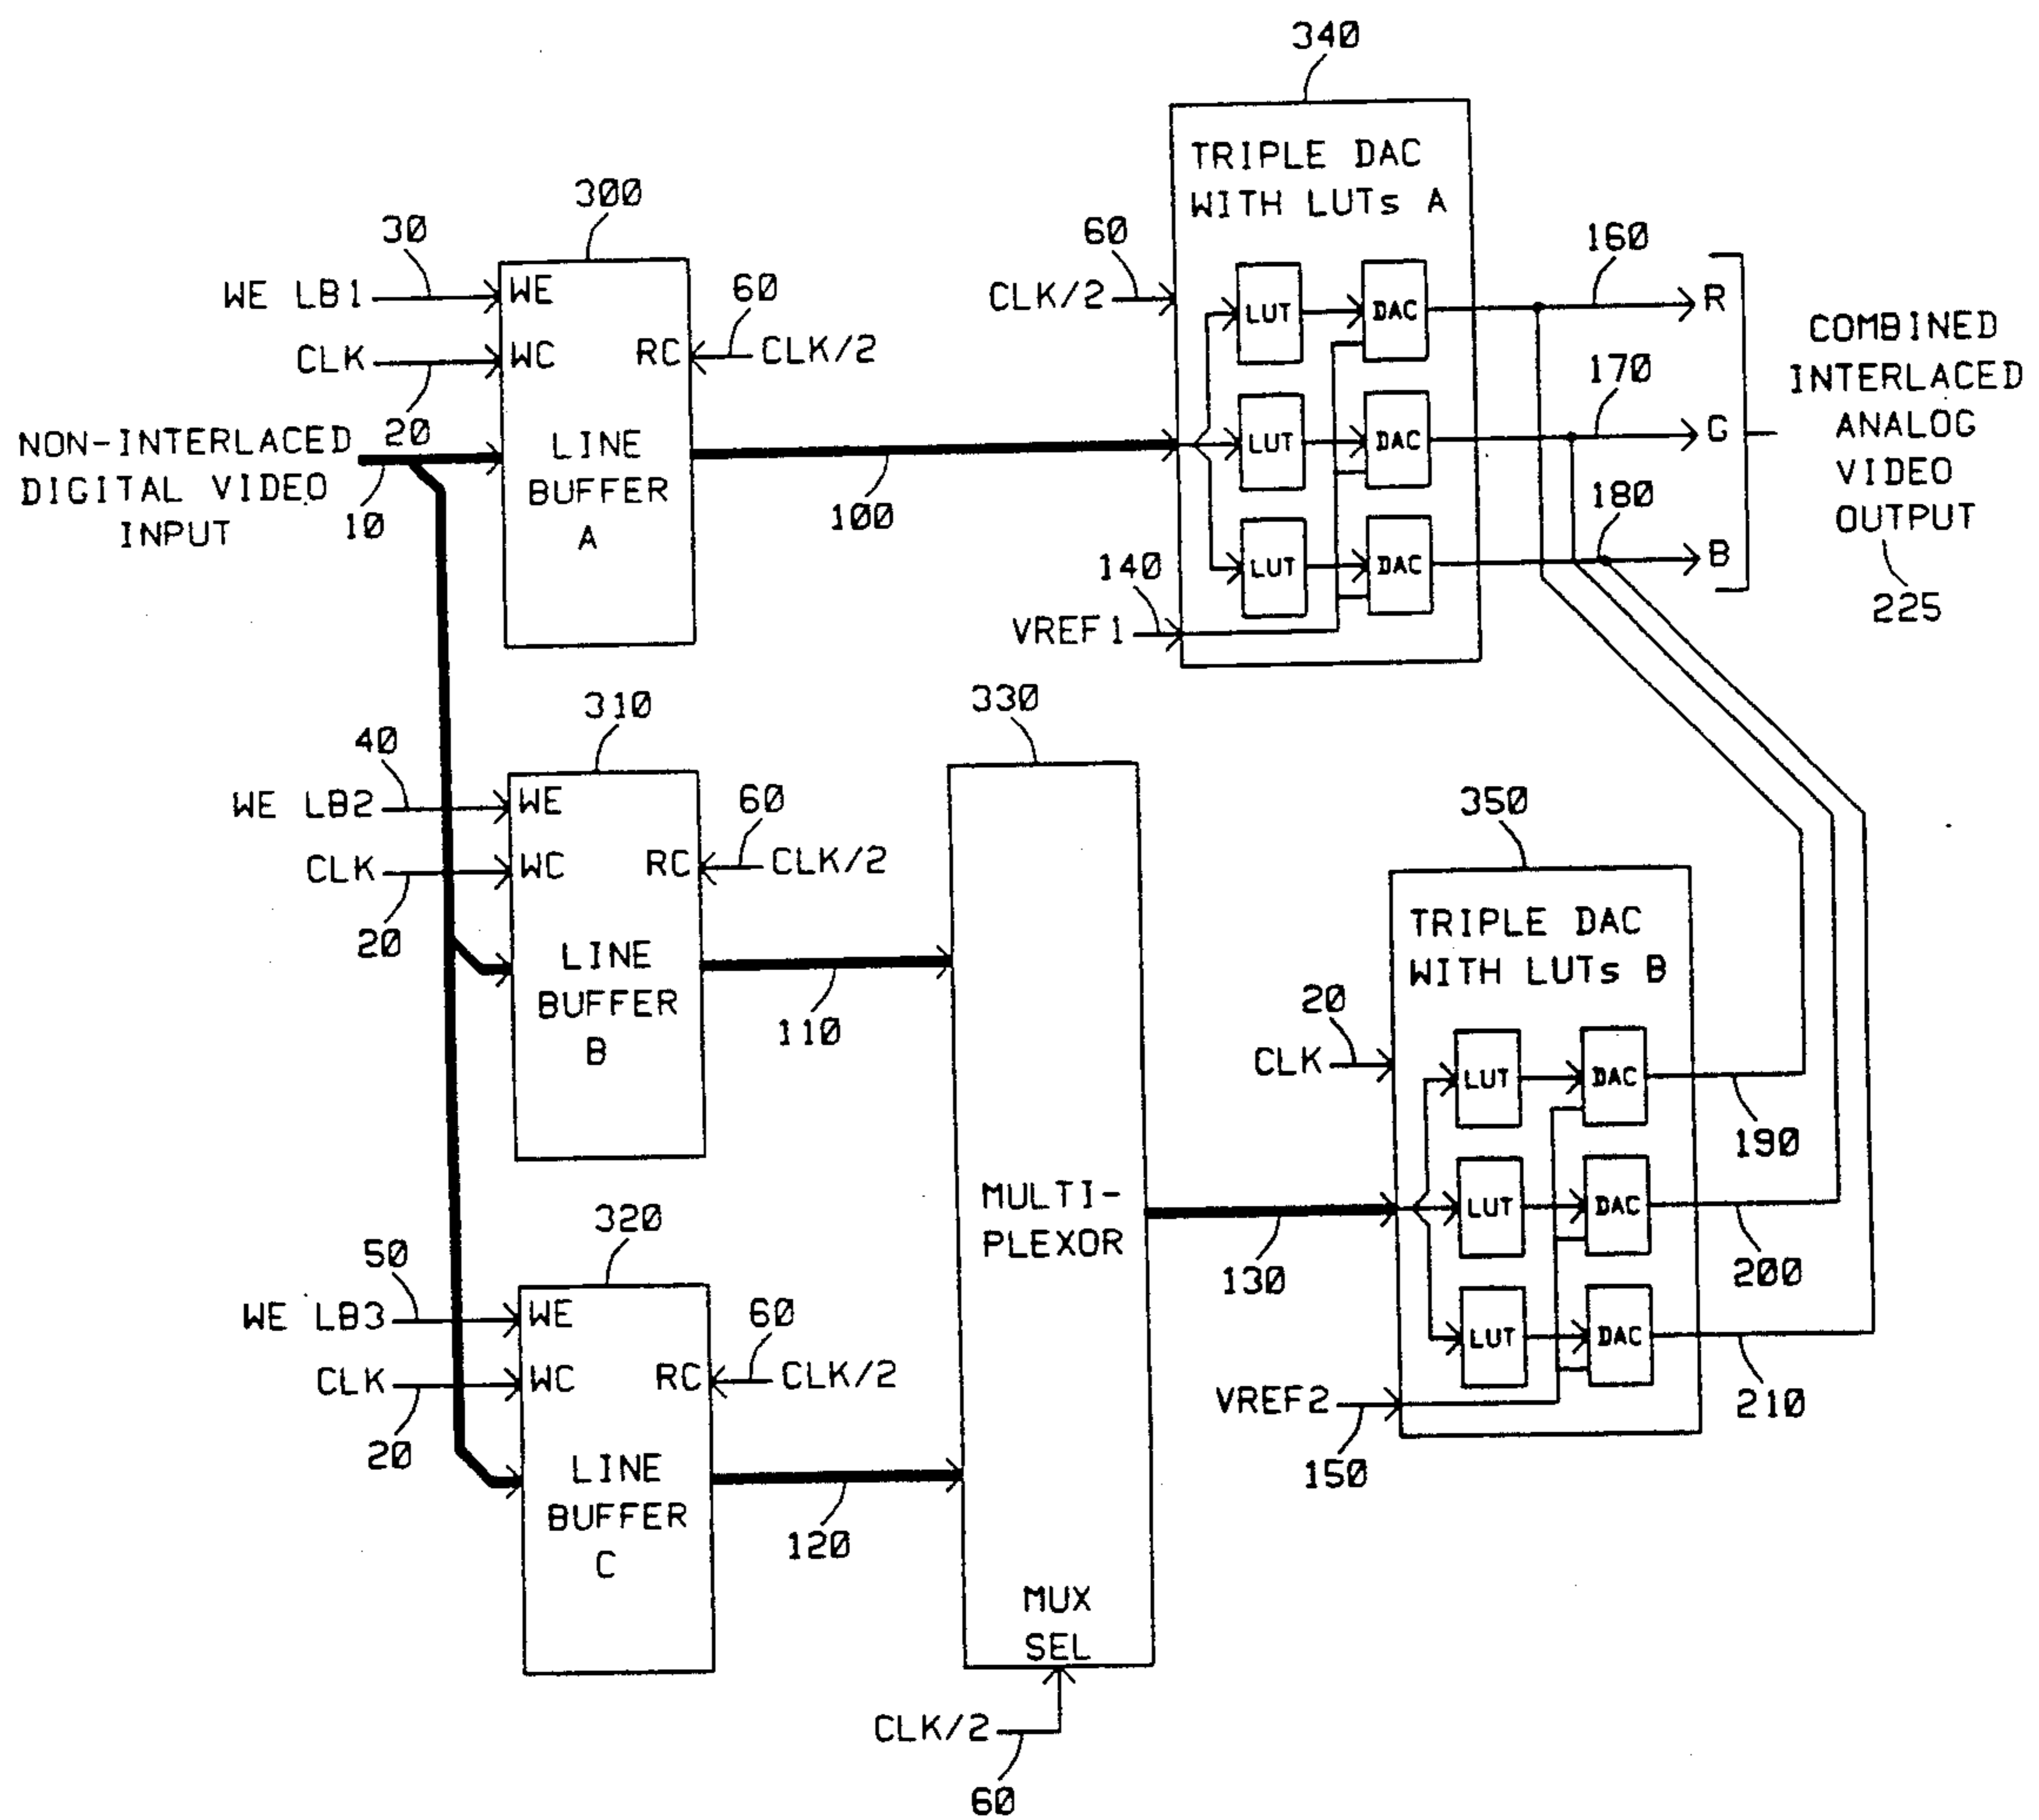 340
TRIPLE DAC
WITH LUTs A
300
30
WE LB1
WE
CLK
WC
20
60
RC
CLK/2
NON-INTERLACED
DIGITAL VIDEO
INPUT
10
LINE
BUFFER
A
100
60
CLK/2
LUT
DAC
LUT
DAC
LUT
DAC
140
VREF1
160
R
170
G
180
B
COMBINED
INTERLACED
ANALOG
VIDEO
OUTPUT
225
310
40
WE LB2
WE
CLK
WC
20
60
RC
CLK/2
LINE
BUFFER
B
110
330
MULTI-
PLEXOR
MUX
SEL
CLK/2
60
130
350
TRIPLE DAC
WITH LUTs B
20
CLK
LUT
DAC
LUT
DAC
LUT
DAC
190
200
210
VREF2
150
320
50
WE LB3
WE
CLK
WC
20
60
RC
CLK/2
LINE
BUFFER
C
120